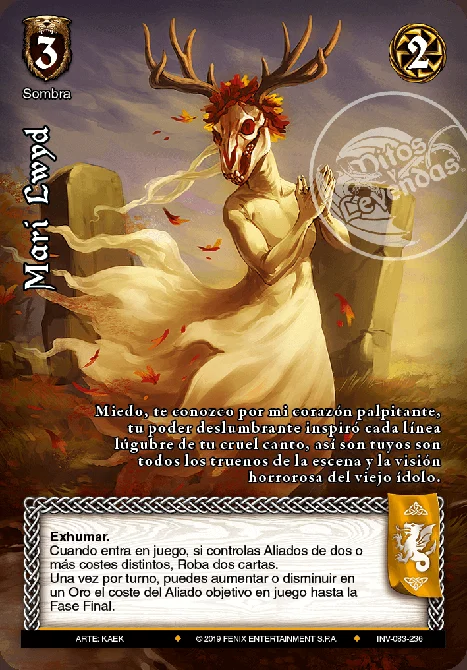 3
2
Sombra
Mitos
y
Leyendas
Mari Lwyd
Miedo, te conozco por mi corazón palpitante,
tu poder deslumbrante inspiró cada línea
lúgubre de tu cruel canto, así son tuyos son
todos los truenos de la escena y la visión
horrorosa del viejo ídolo.
Exhumar.
Cuando entra en juego, si controlas Aliados de dos o
más costes distintos, Roba dos cartas.
Una vez por turno, puedes aumentar o disminuir en
un Oro el coste del Aliado objetivo en juego hasta la
Fase Final.
ARTE: KAEK ♦ © 2019 FENIX ENTERTAINMENT S.P.A. ♦ INV-083-236